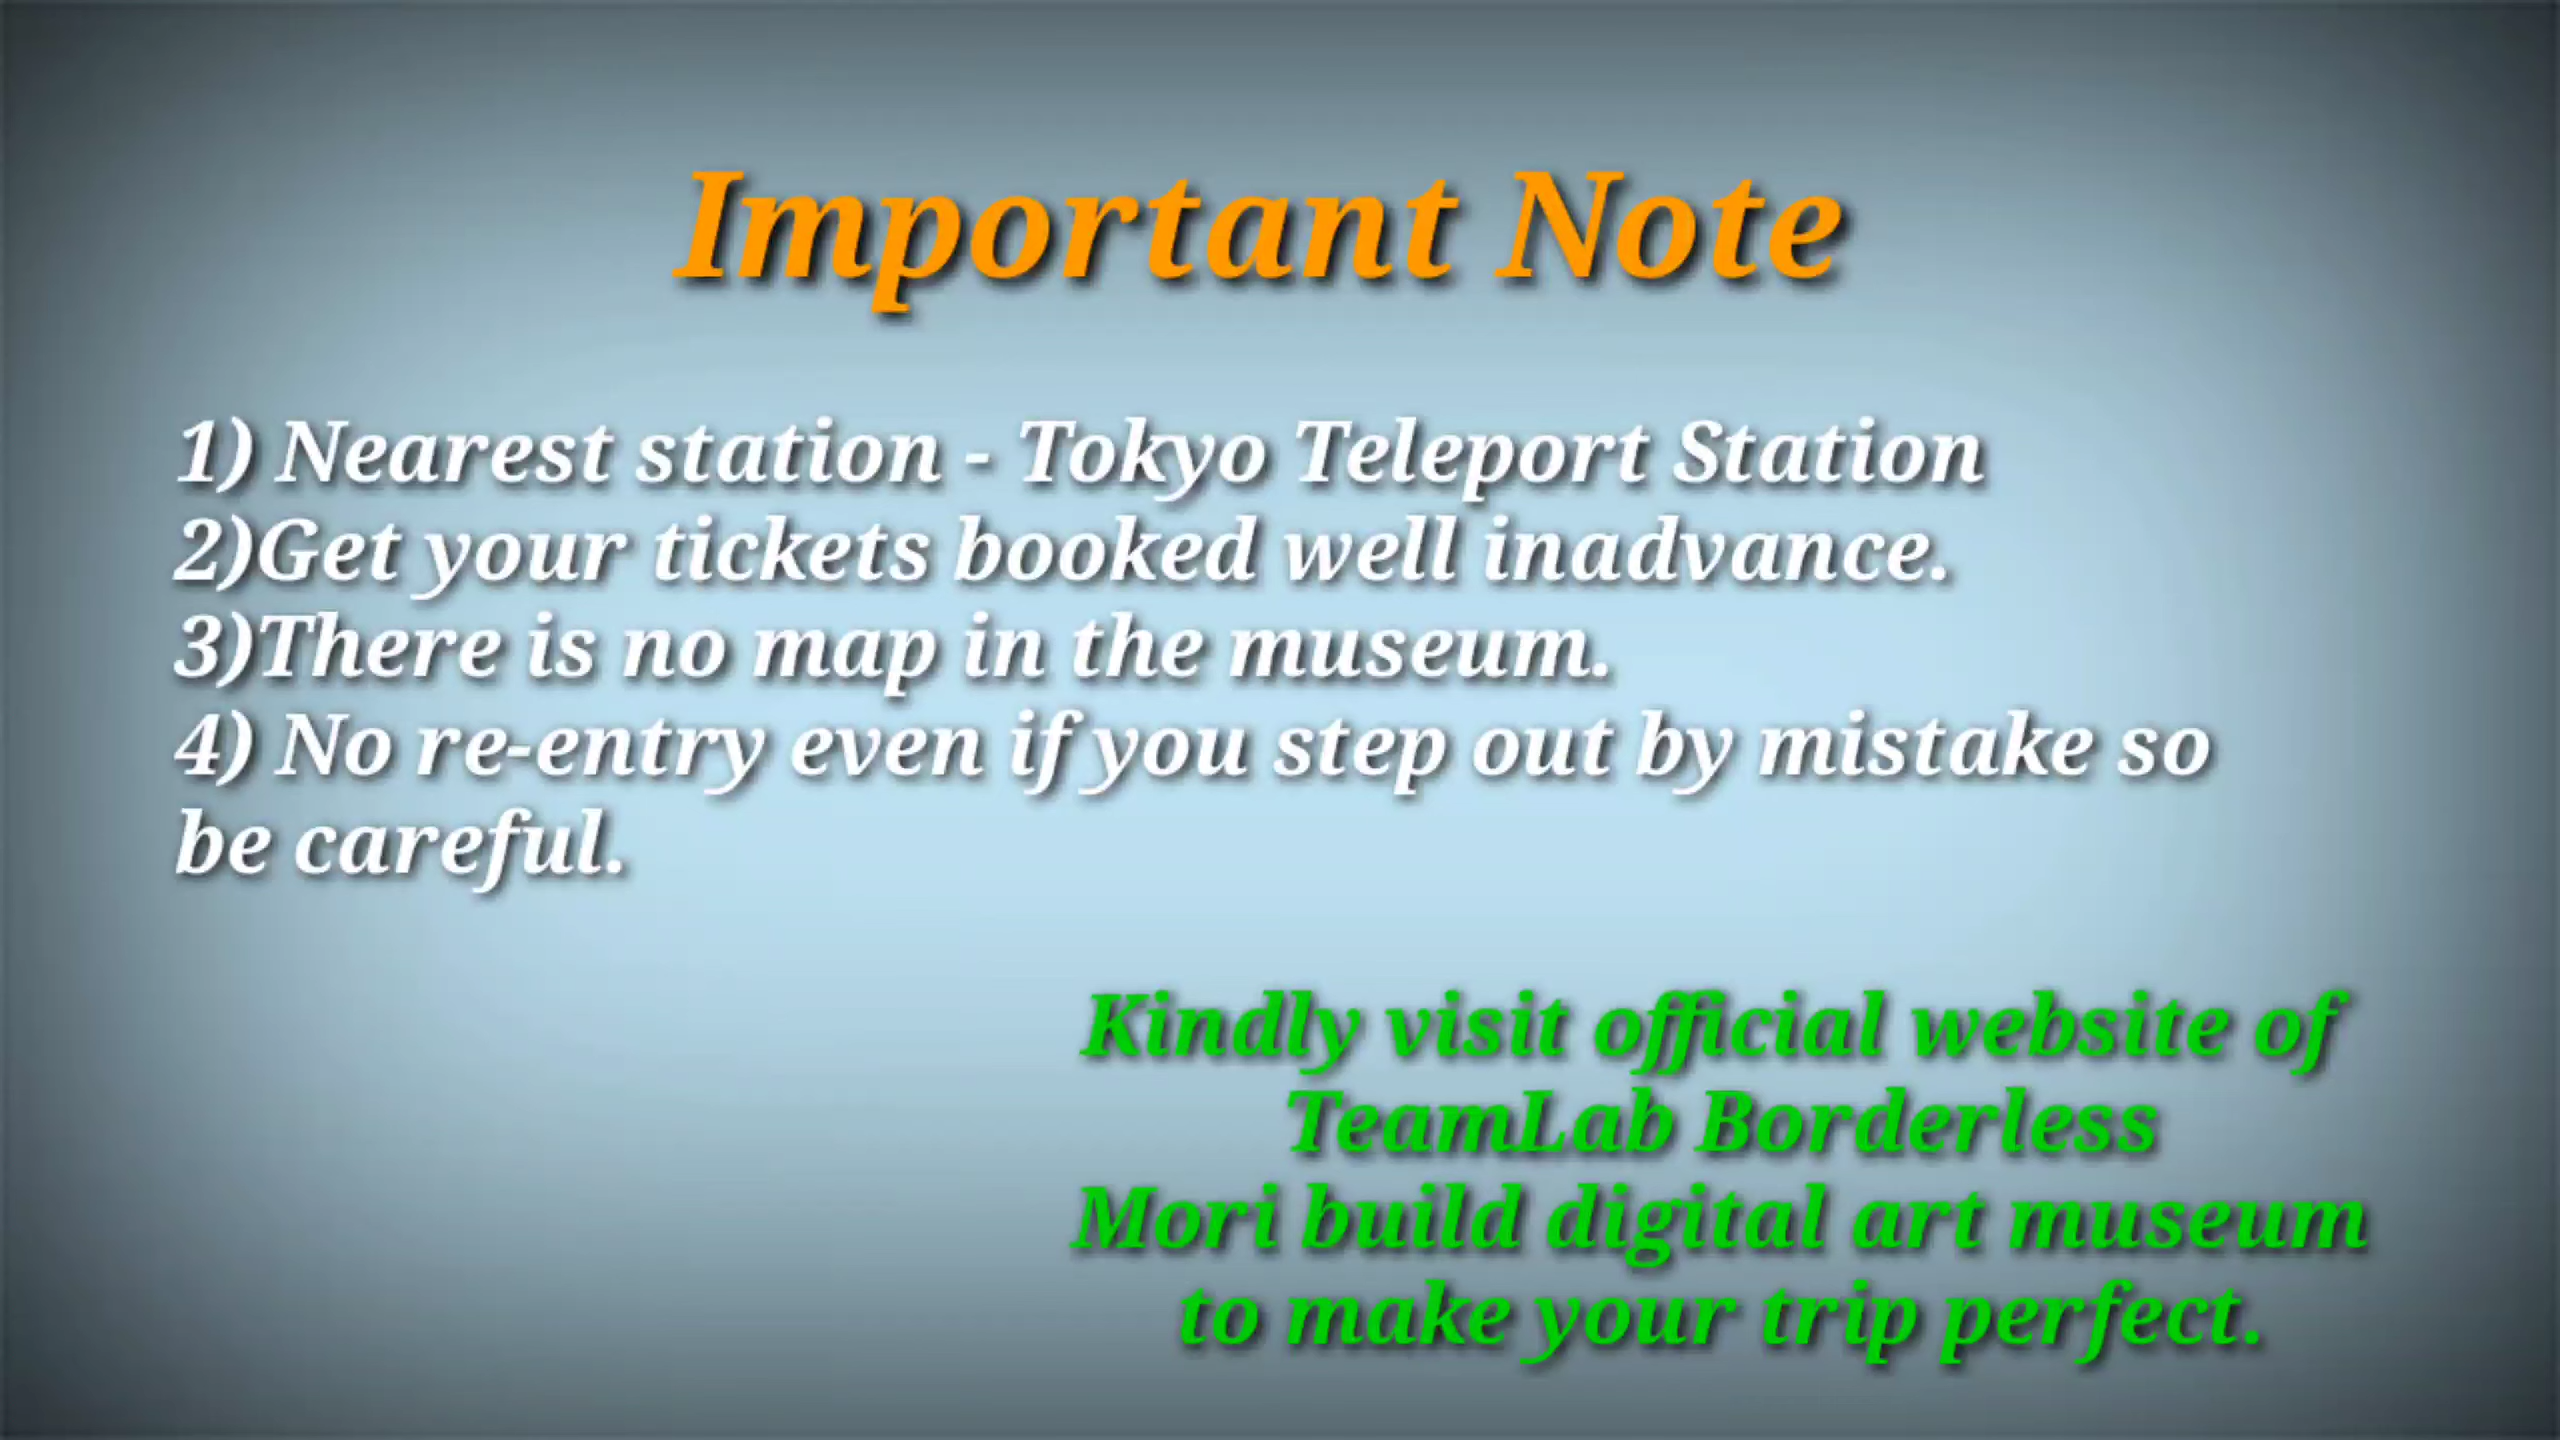 Important Note
1) Nearest station - Tokyo Teleport Station
2)Get your tickets booked well inadvance.
3)There is no map in the museum.
4) No re-entry even if you step out by mistake so
be careful.
Kindly visit official website of
TeamLab Borderless
Mori build digital art museum
to make your trip perfect.